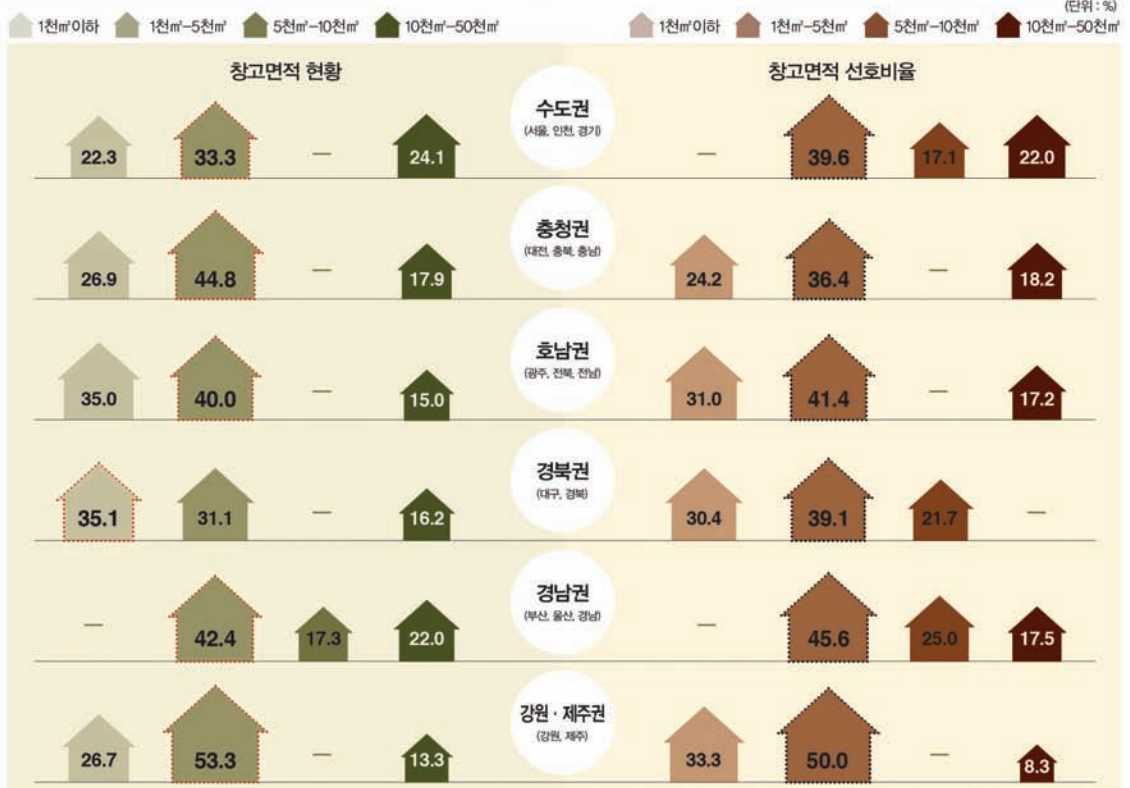 (단위 : %)
1천㎡이하 1천㎡-5천㎡ 5천㎡-10천㎡ 10천㎡-50천㎡ 1천㎡이하 1천㎡-5천㎡ 5천㎡-10천㎡ 10천㎡-50천㎡
창고면적 현황 창고면적 선호비율
수도권
(서울, 인천, 경기)
22.3 33.3 — 24.1 — 39.6 17.1 22.0
충청권
(대전, 충북, 충남)
26.9 44.8 — 17.9 24.2 36.4 — 18.2
호남권
(광주, 전북, 전남)
35.0 40.0 — 15.0 31.0 41.4 — 17.2
경북권
(대구, 경북)
35.1 31.1 — 16.2 30.4 39.1 21.7 —
경남권
(부산, 울산, 경남)
— 42.4 17.3 22.0 — 45.6 25.0 17.5
강원 · 제주권
(강원, 제주)
26.7 53.3 — 13.3 33.3 50.0 — 8.3